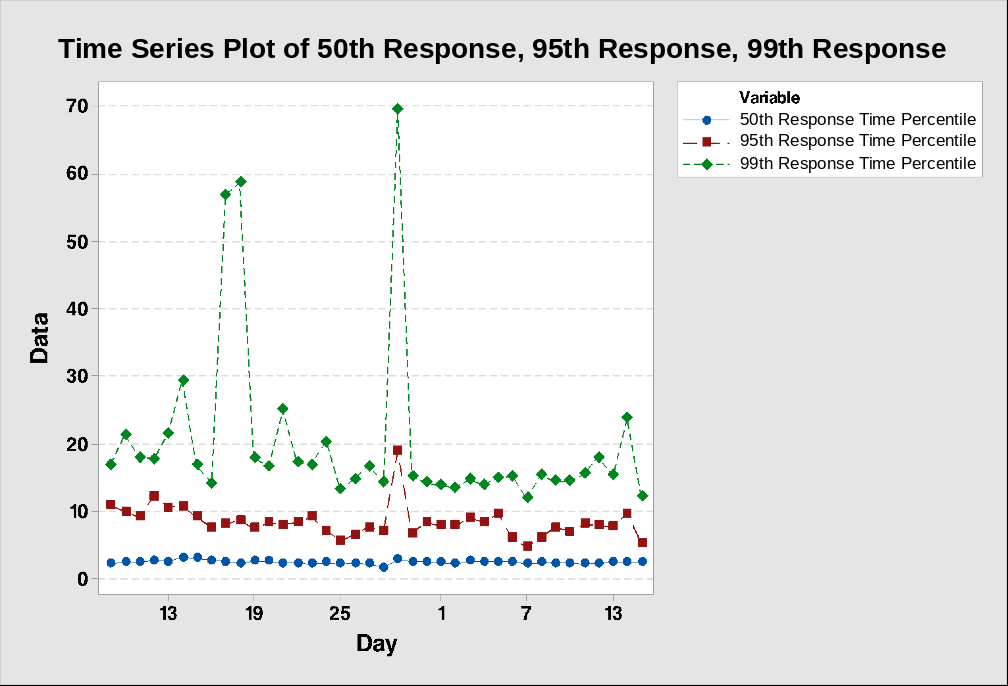 Time Series Plot of 50th Response, 95th Response, 99th Response
Variable
50th Response Time Percentile
95th Response Time Percentile
99th Response Time Percentile
70
60
50
40
30
20
10
0
Data
13 19 25 1 7 13
Day